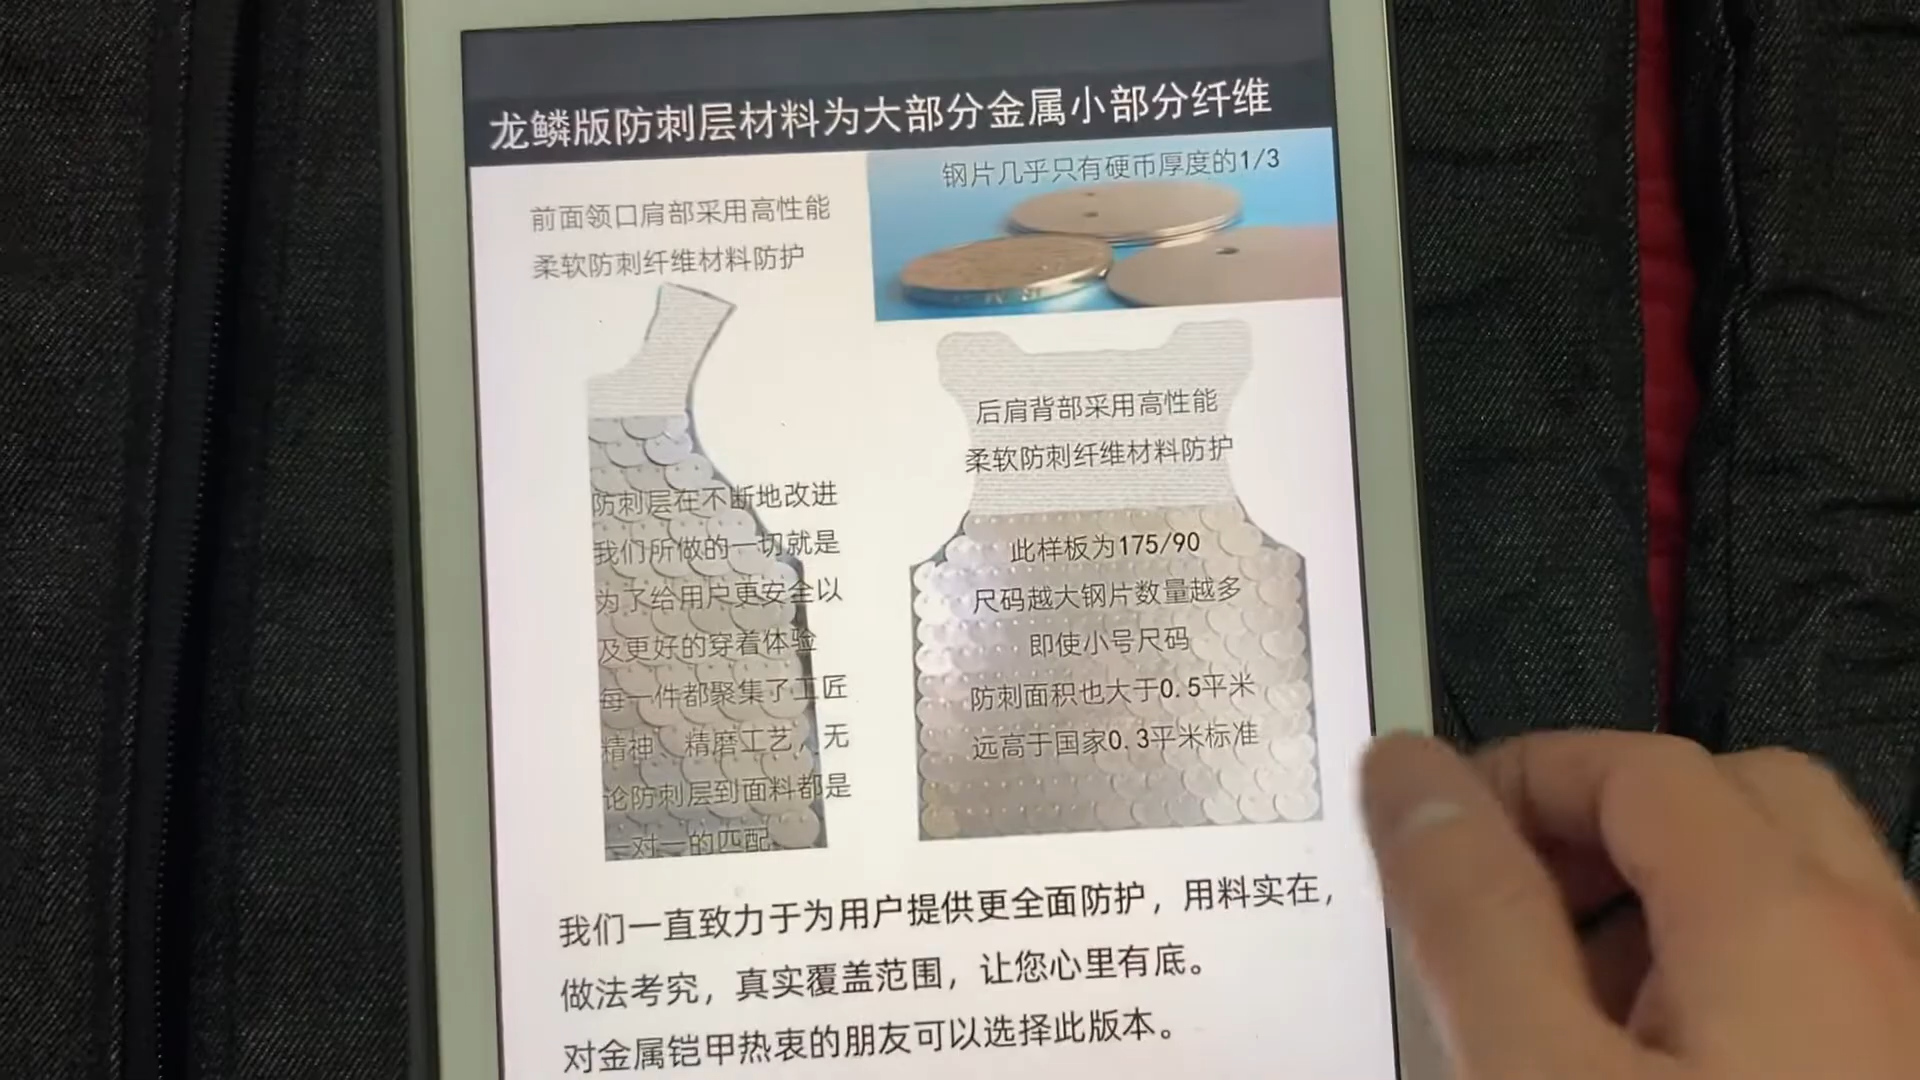 龙鳞版防刺层材料为大部分金属小部分纤维
钢片几乎只有硬币厚度的1/3
前面领口肩部采用高性能
柔软防刺纤维材料防护
后肩背部采用高性能
柔软防刺纤维材料防护
防刺层在不断地改进
我们所做的一切就是
为了给用户更安全以
及更好的穿着体验
每一件都聚集了工匠
精神、精磨工艺，无
论防刺层到面料都是
一对一的匹配
此样板为175/90
尺码越大钢片数量越多
即使小号尺码
防刺面积也大于0.5平米
远高于国家0.3平米标准
我们一直致力于为用户提供更全面防护，用料实在，
做法考究，真实覆盖范围，让您心里有底。
对金属铠甲热衷的朋友可以选择此版本。